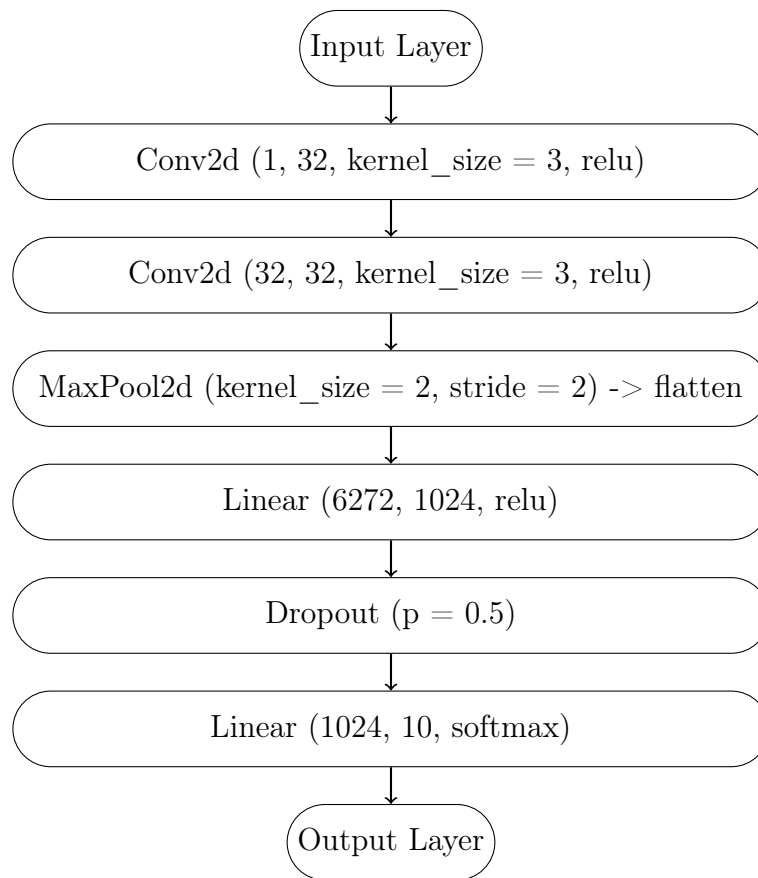 Input Layer
Conv2d (1, 32, kernel_size = 3, relu)
Conv2d (32, 32, kernel_size = 3, relu)
MaxPool2d (kernel_size = 2, stride = 2) -> flatten
Linear (6272, 1024, relu)
Dropout (p = 0.5)
Linear (1024, 10, softmax)
Output Layer